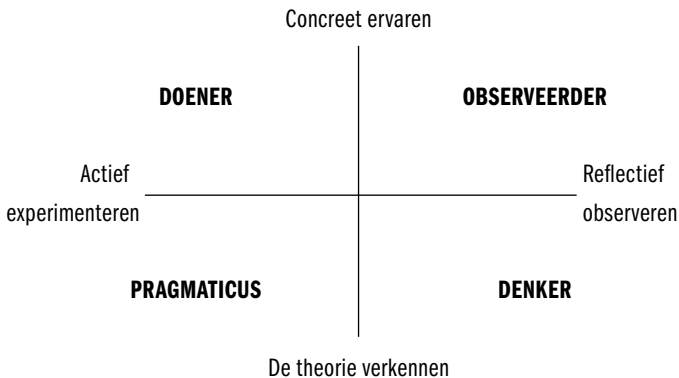 Concreet ervaren
DOENER
OBSERVEERDER
Actief
experimenteren
Reflectief
observeren
PRAGMATICUS
DENKER
De theorie verkennen